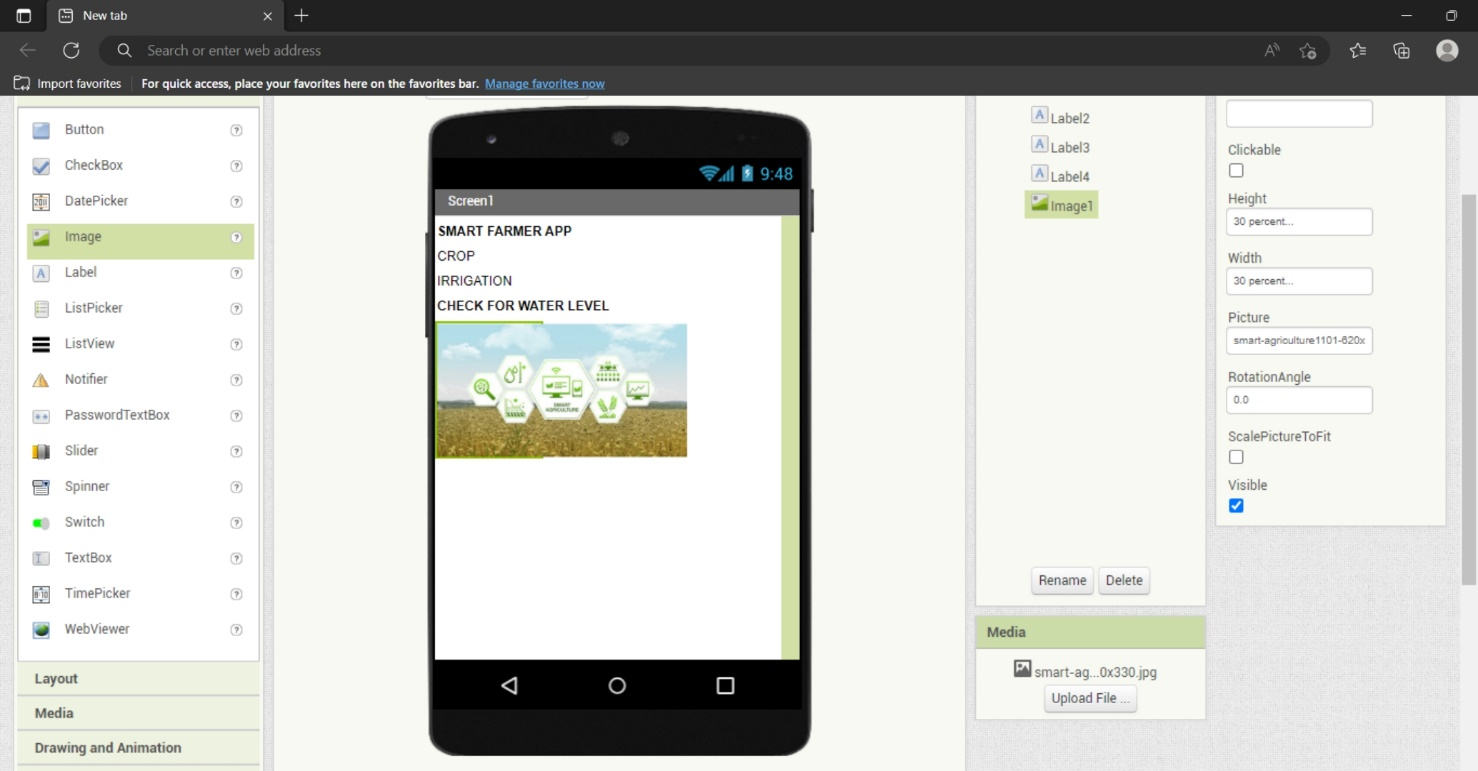 New tab
Search or enter web address
Import favorites
For quick access, place your favorites here on the favorites bar. Manage favorites now
Button
CheckBox
DatePicker
Image
Label
ListPicker
ListView
Notifier
PasswordTextBox
Slider
Spinner
Switch
TextBox
TimePicker
WebViewer
Layout
Media
Drawing and Animation
9:48
Screen1
SMART FARMER APP
CROP
IRRIGATION
CHECK FOR WATER LEVEL
SMART
AGRICULTURE
Label2
Label3
Label4
Image1
Rename
Delete
Media
smart-ag...0x330.jpg
Upload File ...
Clickable
Height
30 percent...
Width
30 percent...
Picture
smart-agriculture1101-620x
RotationAngle
0.0
ScalePictureToFit
Visible